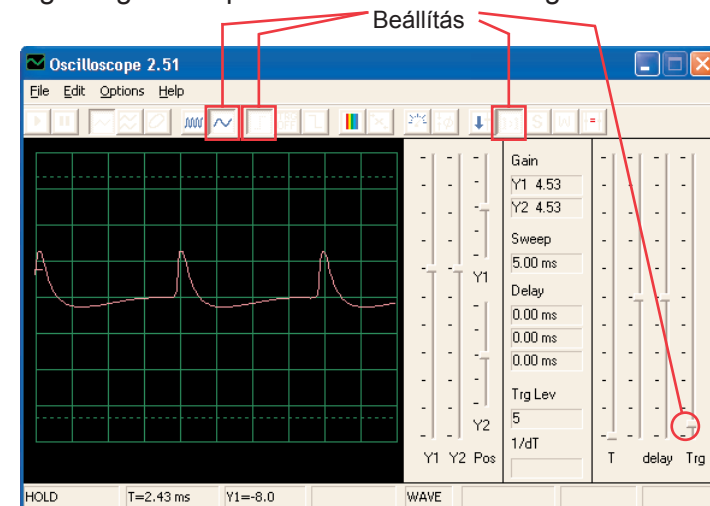 Beállítás
Oscilloscope 2.51
File Edit Options Help
Gain
Y1 4.53
Y2 4.53
Sweep
5.00 ms
Delay
0.00 ms
0.00 ms
0.00 ms
Trg Lev
5
1/dT
Y1
Y2
Y1 Y2 Pos
T delay Trg
HOLD T=2.43 ms Y1=-8.0 WAVE